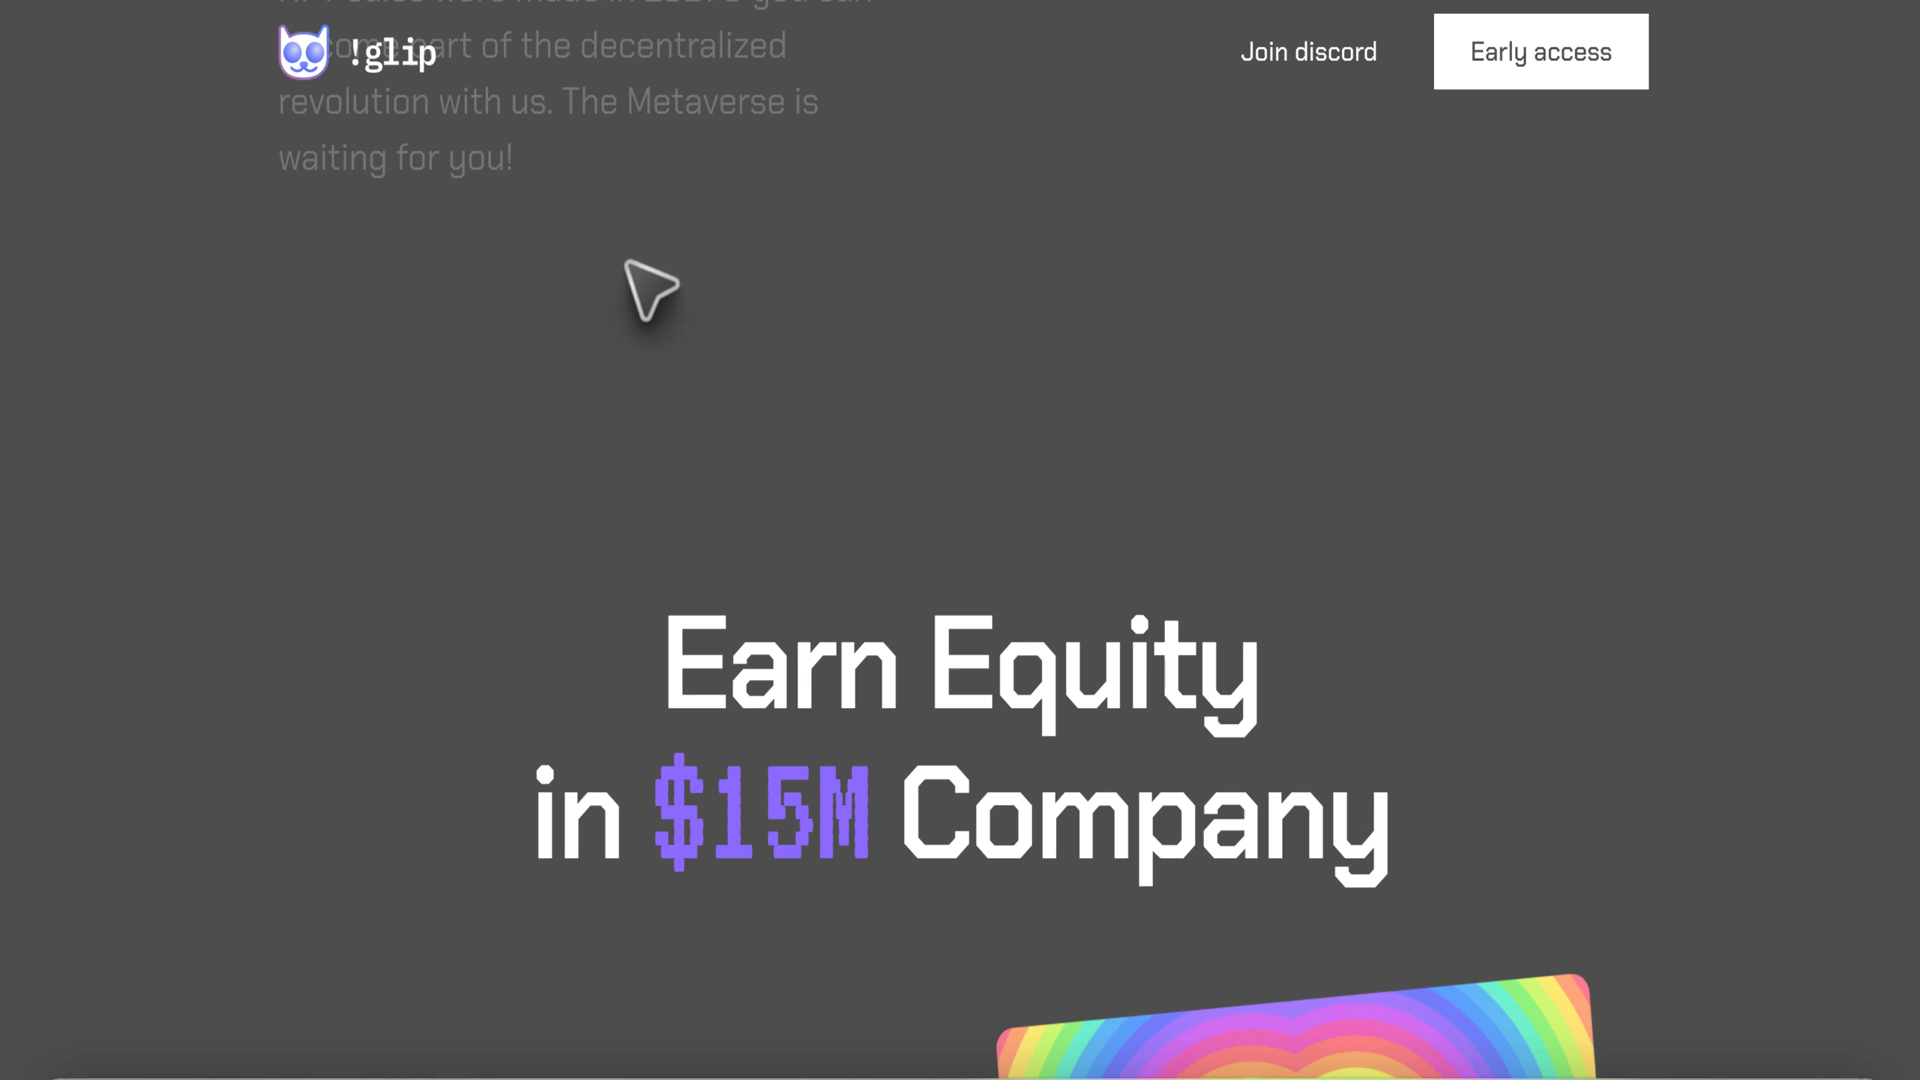 part of the decentralized
!glip
revolution with us. The Metaverse is
waiting for you!
Join discord
Early access
Earn Equity
in $15M Company